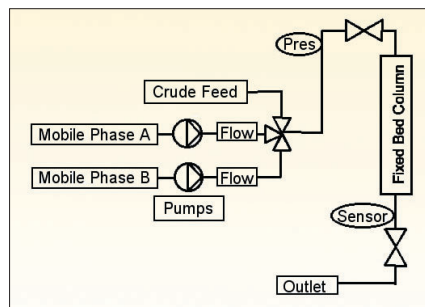 Pres
Crude Feed
Mobile Phase A
Flow
Mobile Phase B
Flow
Pumps
Fixed Bed Column
Sensor
Outlet